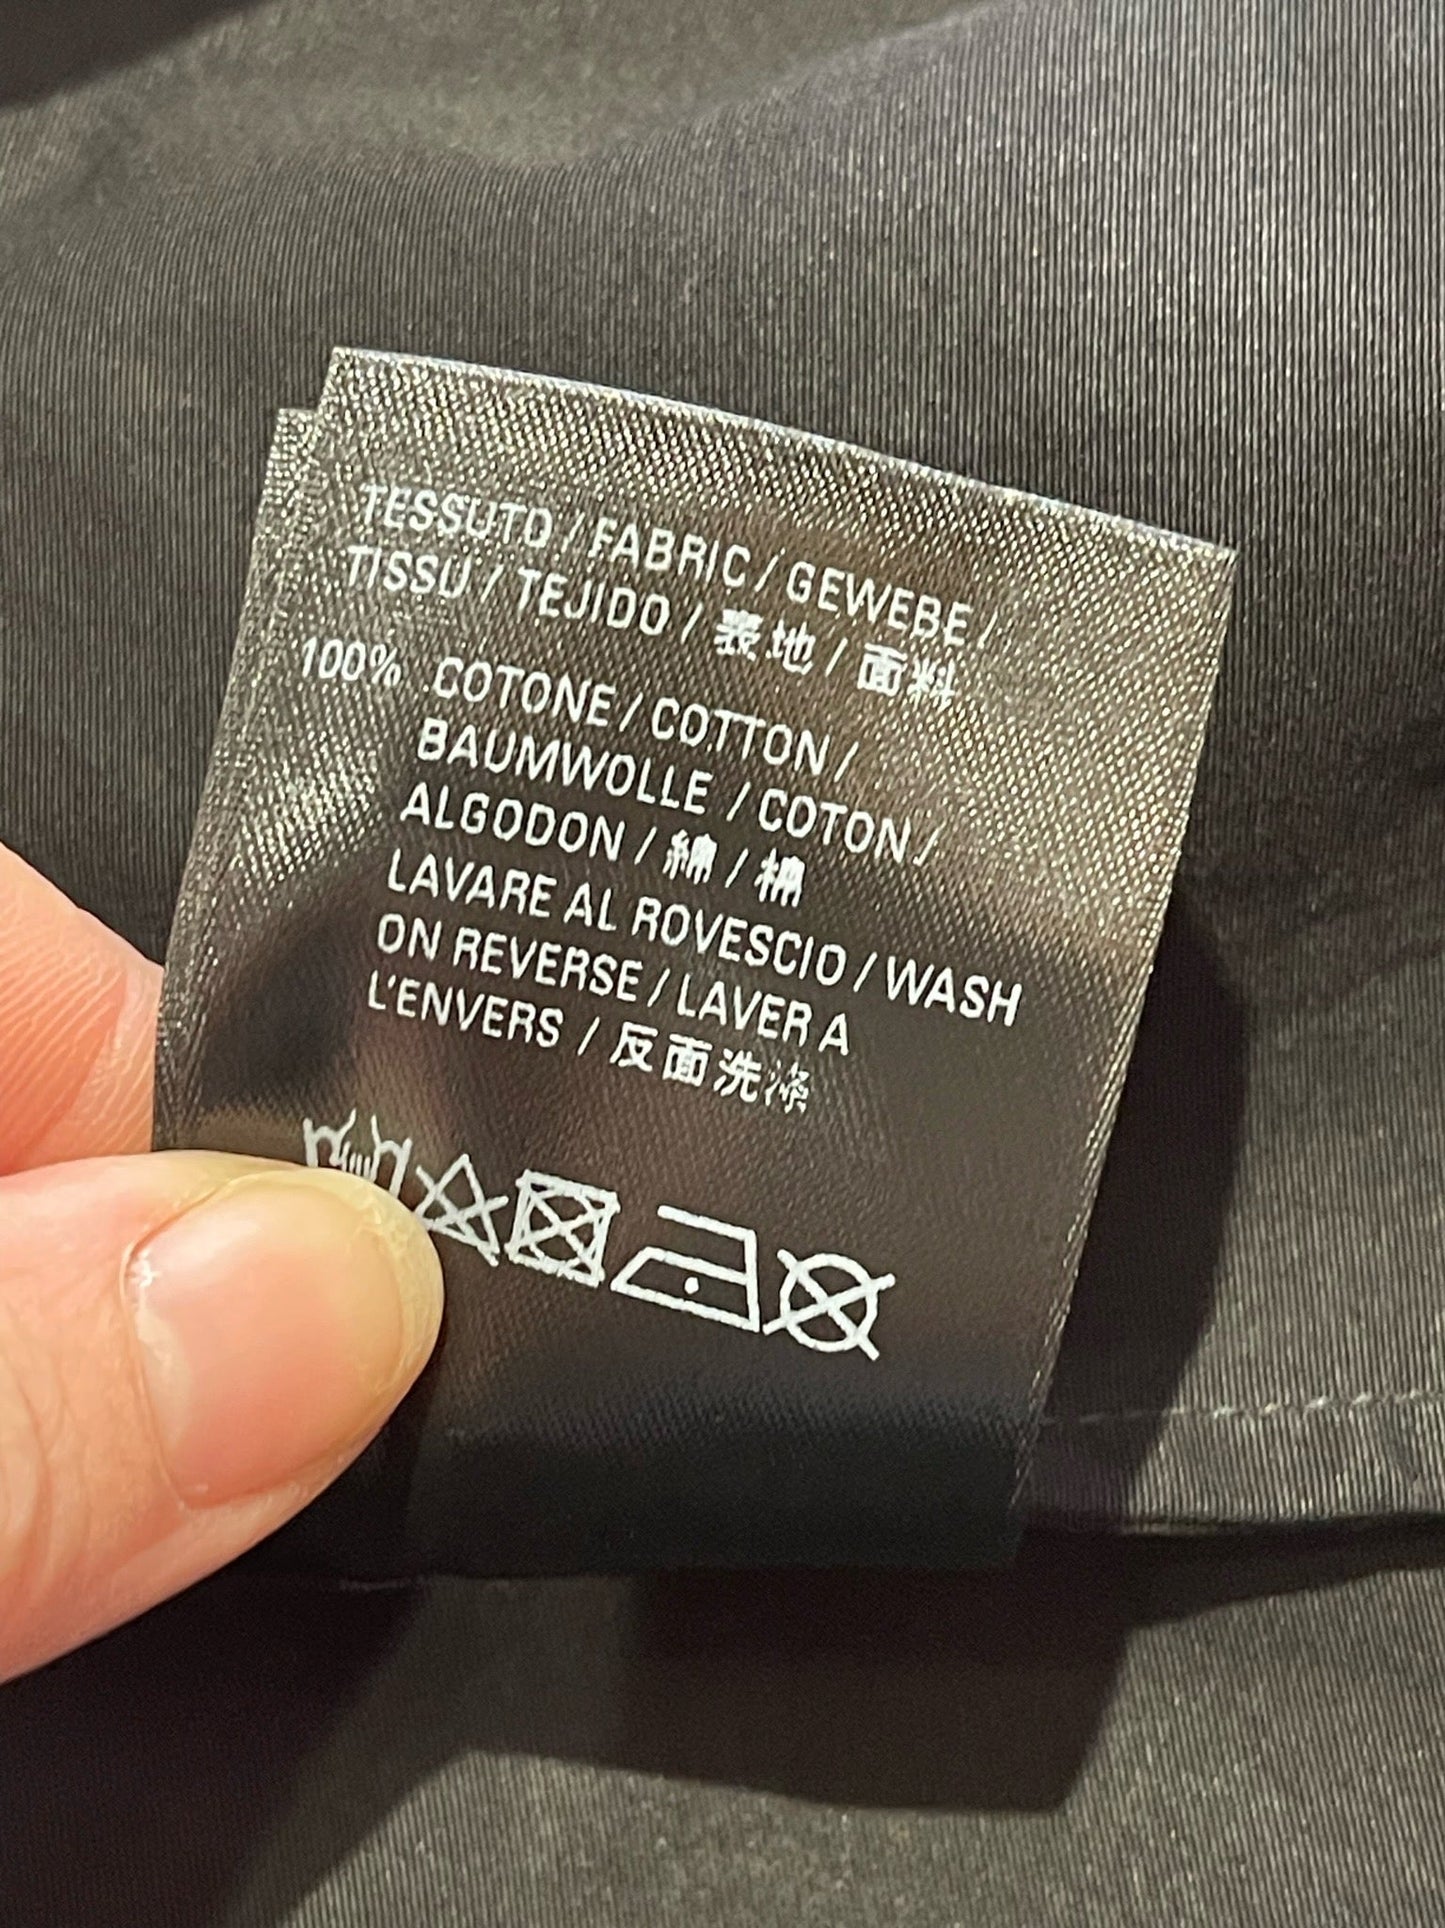 TESSUTO / FABRIC / GEWEBE /
TISSU / TEJIDO / 表地 / 面料
100% COTONE / COTTON /
BAUMWOLLE / COTON /
ALGODON / 綿 / 棉
LAVARE AL ROVESCIO / WASH
ON REVERSE / LAVER A
L'ENVERS / 反面洗涤